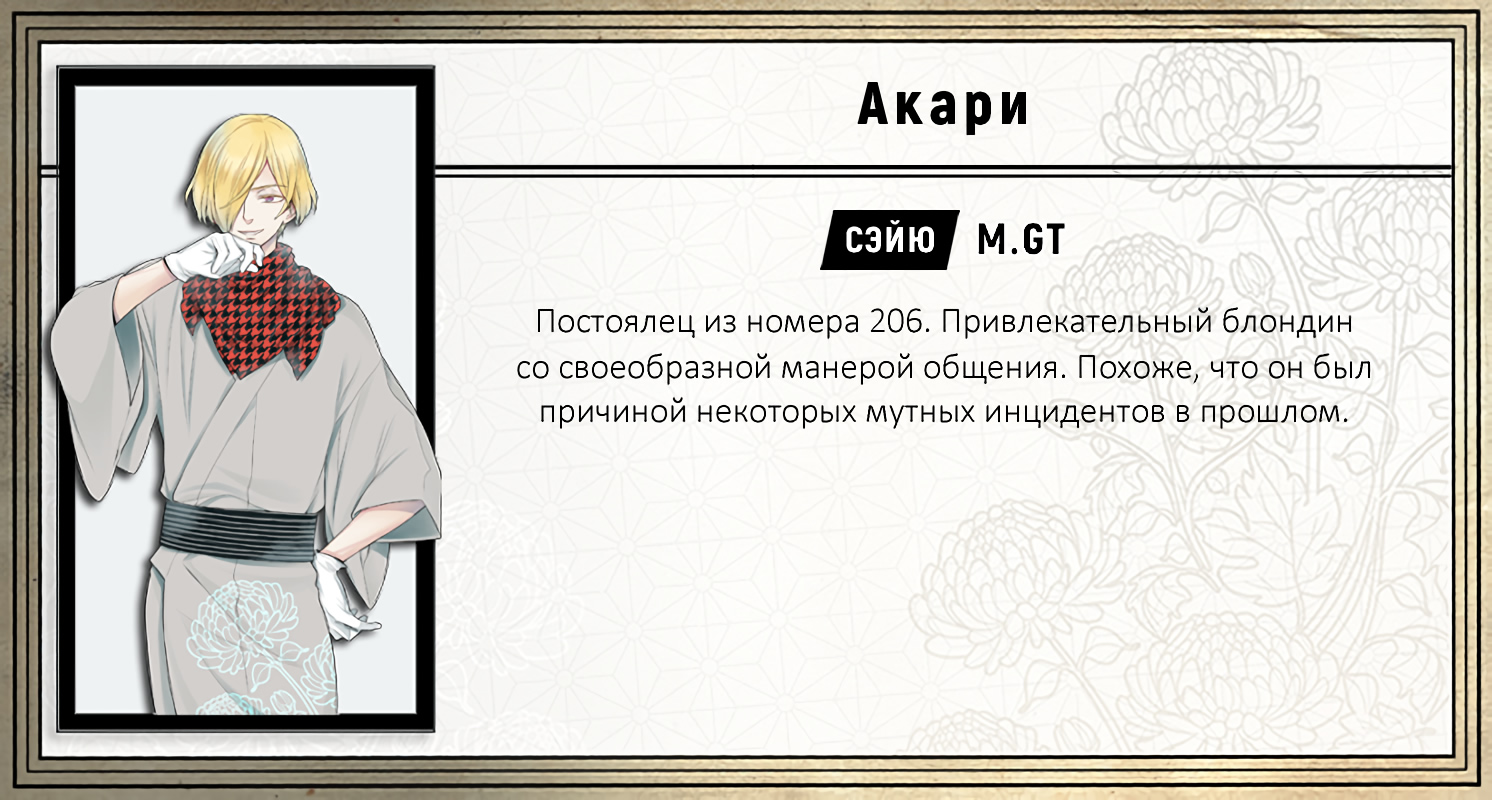 Акари
СЭЙЮ M.GT
Постоялец из номера 206. Привлекательный блондин
со своеобразной манерой общения. Похоже, что он был
причиной некоторых мутных инцидентов в прошлом.